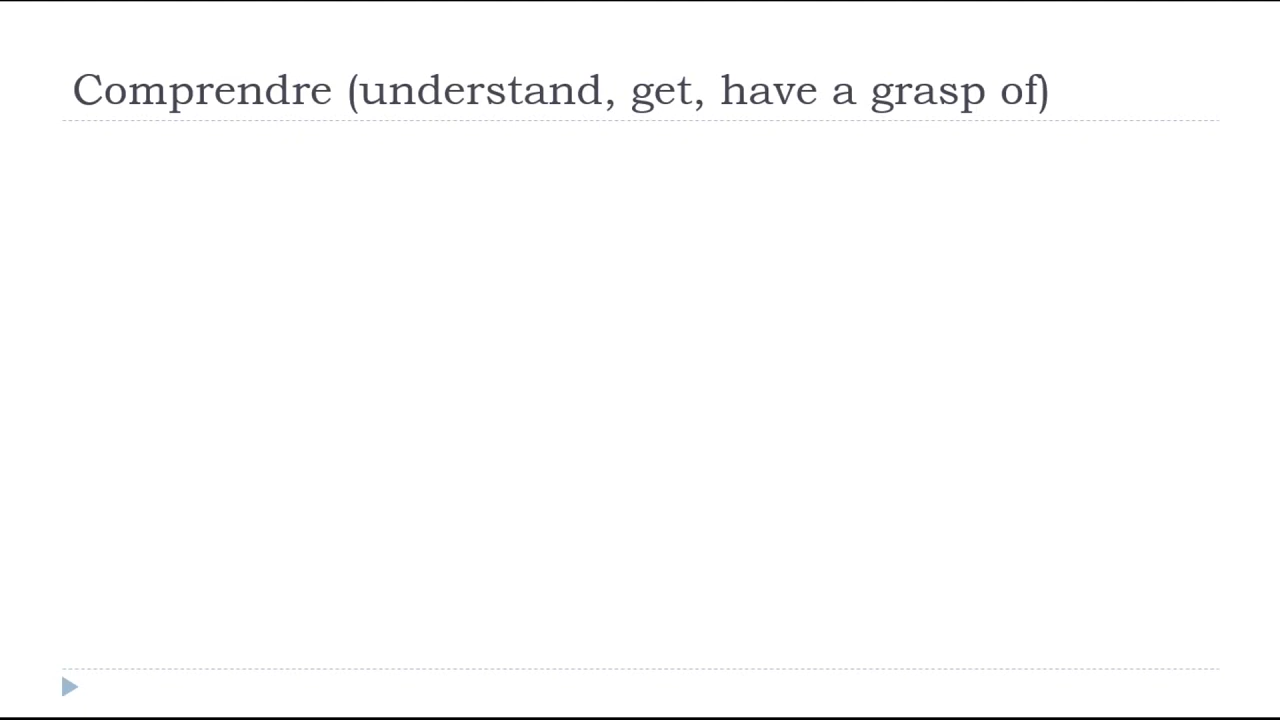 Comprendre (understand, get, have a grasp of)